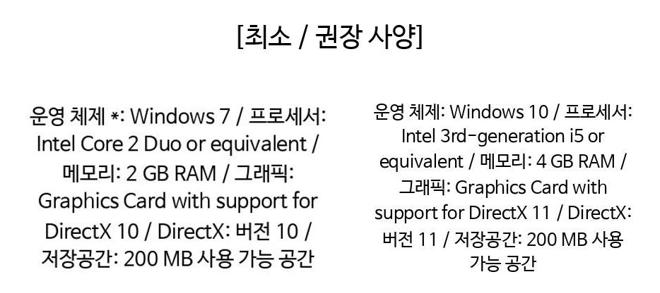 [최소 / 권장 사양]
운영 체제 *: Windows 7 / 프로세서:
Intel Core 2 Duo or equivalent /
메모리: 2 GB RAM / 그래픽:
Graphics Card with support for
DirectX 10 / DirectX: 버전 10 /
저장공간: 200 MB 사용 가능 공간
운영 체제: Windows 10 / 프로세서:
Intel 3rd-generation i5 or
equivalent / 메모리: 4 GB RAM /
그래픽: Graphics Card with
support for DirectX 11 / DirectX:
버전 11 / 저장공간: 200 MB 사용
가능 공간